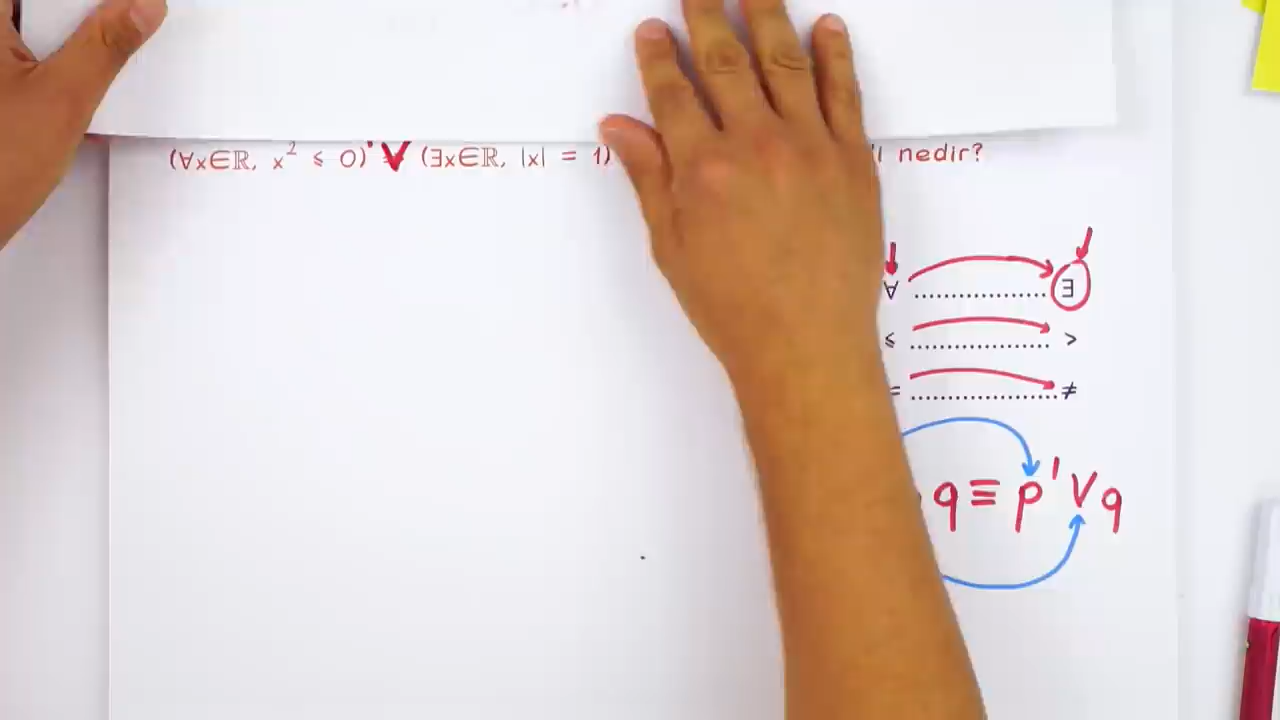 (∀x∈ℝ, x² ⩽ 0)' ∨ (∃x∈ℝ, |x| = 1) nedir?
∀ .................... ∃
⩽ .................... >
= .................... ≠
q ≡ p' ∨ q